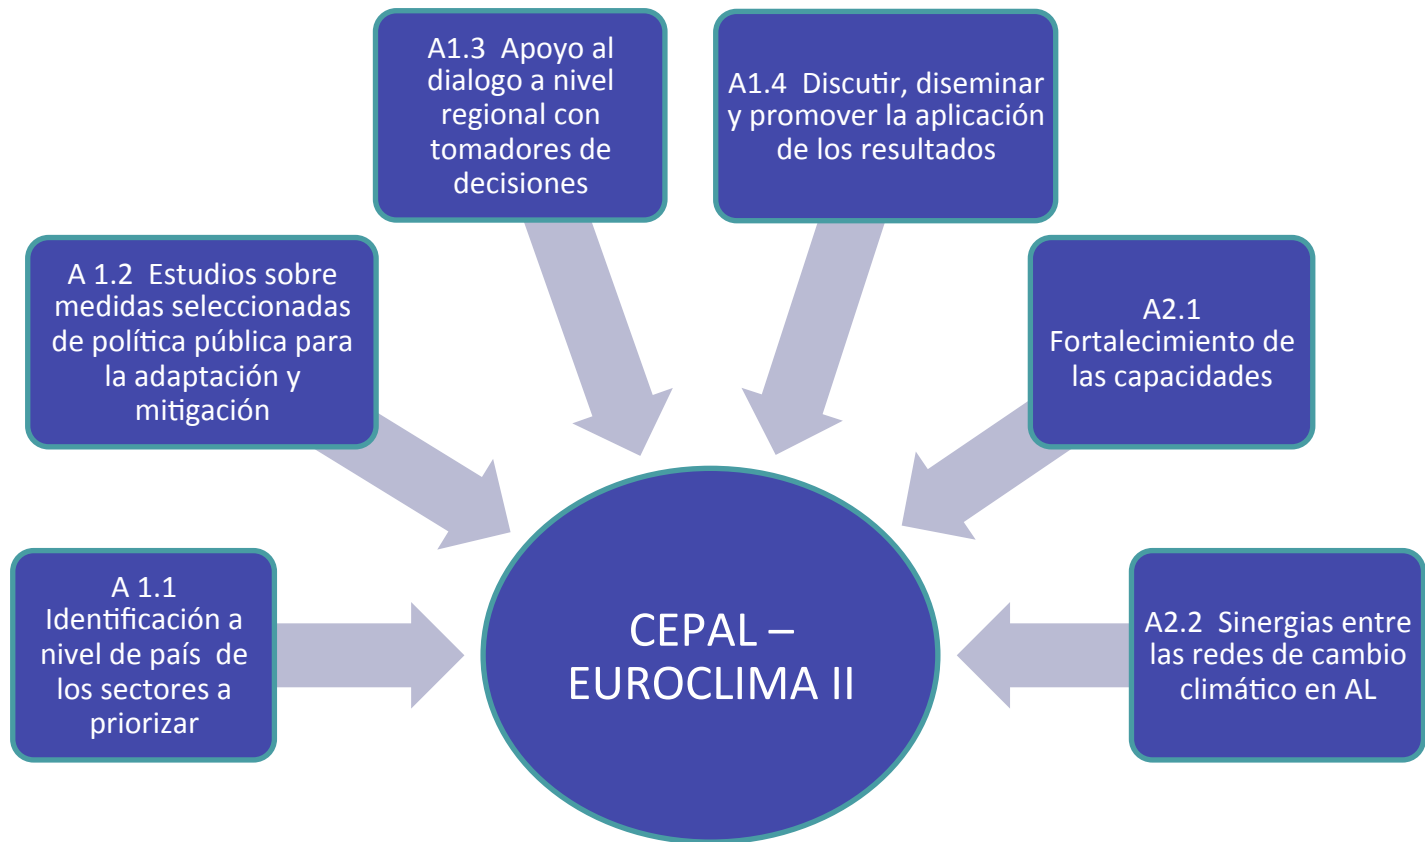 A1.3 Apoyo al
dialogo a nivel
regional con
tomadores de
decisiones
A1.4 Discutir, diseminar
y promover la aplicación
de los resultados
A 1.2 Estudios sobre
medidas seleccionadas
de política pública para
la adaptación y
mitigación
A2.1
Fortalecimiento de
las capacidades
A 1.1
Identificación a
nivel de país de
los sectores a
priorizar
CEPAL –
EUROCLIMA II
A2.2 Sinergias entre
las redes de cambio
climático en AL